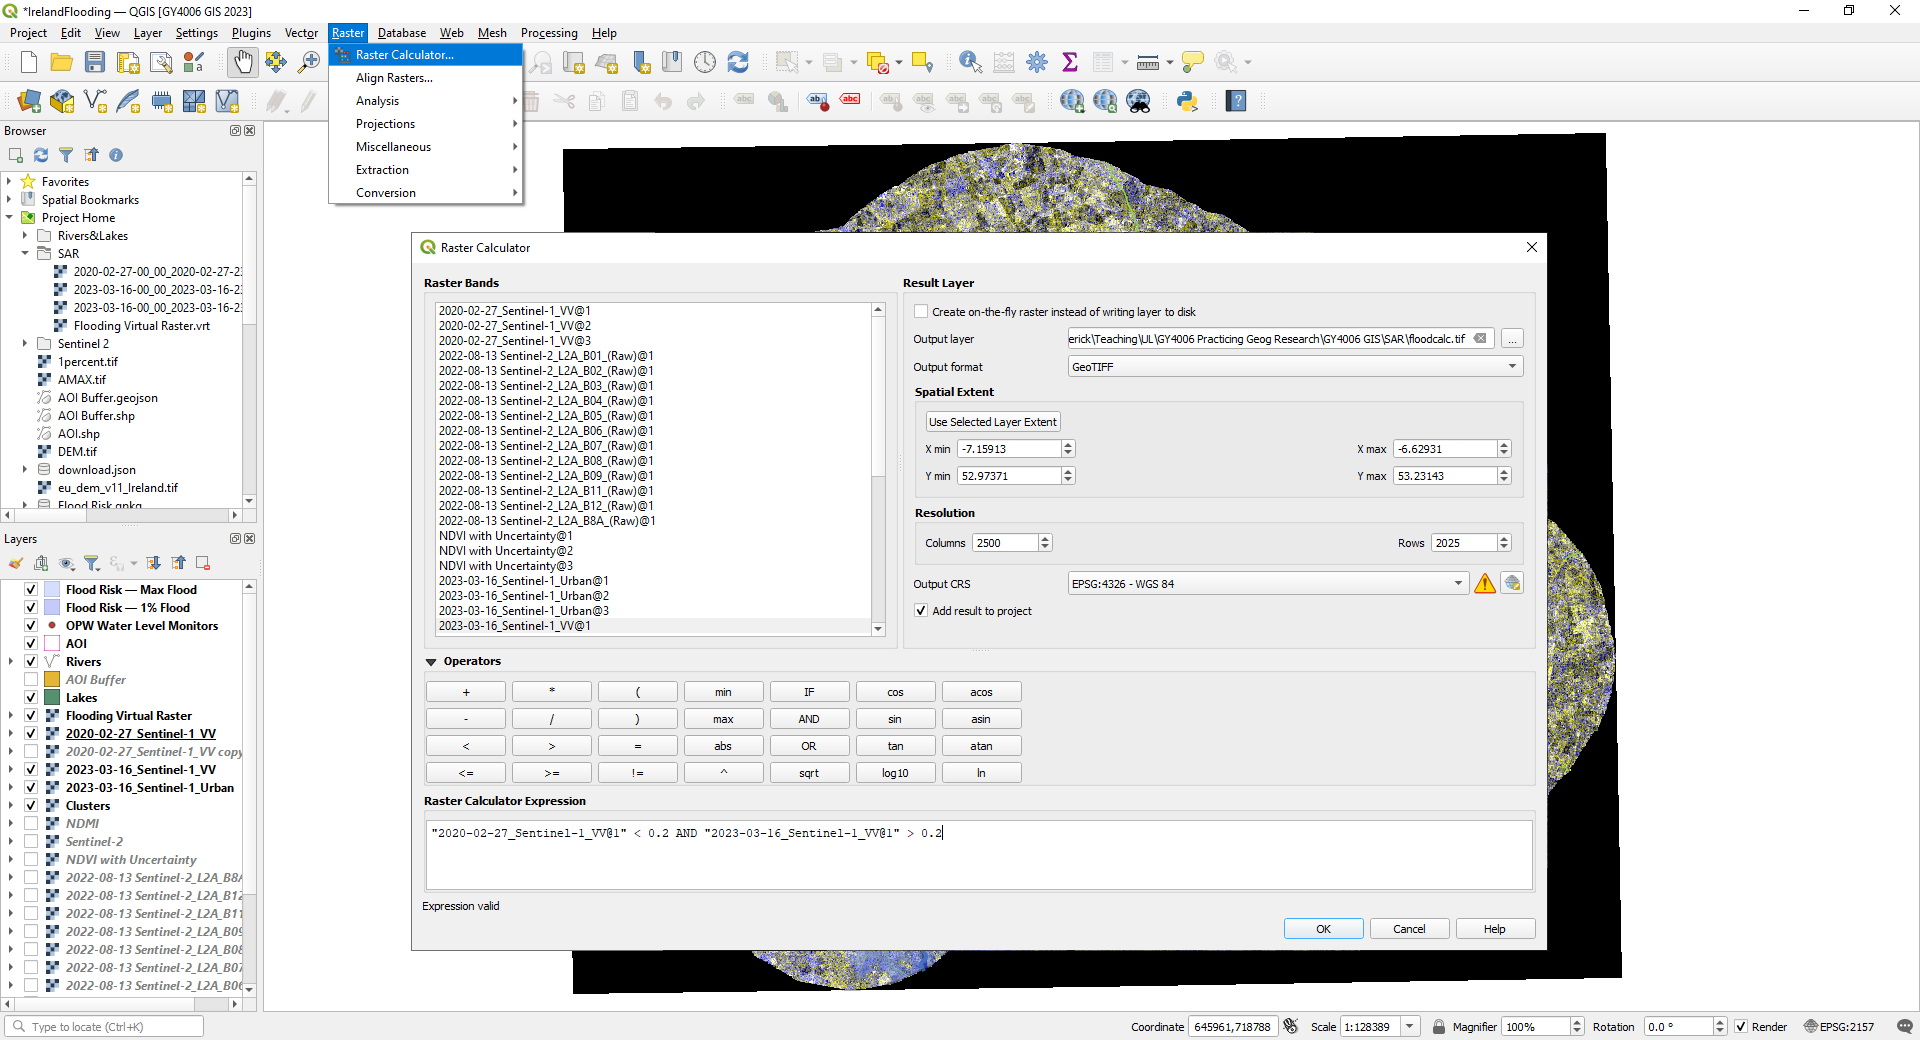 *IrelandFlooding — QGIS [GY4006 GIS 2023]
Project Edit View Layer Settings Plugins Vector Raster Database Web Mesh Processing Help
Raster Calculator...
Align Rasters...
Analysis
Projections
Miscellaneous
Extraction
Conversion
Browser
Favorites
Spatial Bookmarks
Project Home
Rivers&Lakes
SAR
2020-02-27-00_00_2020-02-27-2
2023-03-16-00_00_2023-03-16-2
2023-03-16-00_00_2023-03-16-2
Flooding Virtual Raster.vrt
Sentinel 2
1percent.tif
AMAX.tif
AOI Buffer.geojson
AOI Buffer.shp
AOI.shp
DEM.tif
download.json
eu_dem_v11_Ireland.tif
Flood Risk.gpkg
Layers
Flood Risk — Max Flood
Flood Risk — 1% Flood
OPW Water Level Monitors
AOI
Rivers
AOI Buffer
Lakes
Flooding Virtual Raster
2020-02-27_Sentinel-1_VV
2020-02-27_Sentinel-1_VV copy
2023-03-16_Sentinel-1_VV
2023-03-16_Sentinel-1_Urban
Clusters
NDMI
Sentinel-2
NDVI with Uncertainty
2022-08-13 Sentinel-2_L2A_B8A
2022-08-13 Sentinel-2_L2A_B12
2022-08-13 Sentinel-2_L2A_B11
2022-08-13 Sentinel-2_L2A_B09
2022-08-13 Sentinel-2_L2A_B08
2022-08-13 Sentinel-2_L2A_B07
2022-08-13 Sentinel-2_L2A_B06
Raster Calculator
Raster Bands
2020-02-27_Sentinel-1_VV@1
2020-02-27_Sentinel-1_VV@2
2020-02-27_Sentinel-1_VV@3
2022-08-13 Sentinel-2_L2A_B01_(Raw)@1
2022-08-13 Sentinel-2_L2A_B02_(Raw)@1
2022-08-13 Sentinel-2_L2A_B03_(Raw)@1
2022-08-13 Sentinel-2_L2A_B04_(Raw)@1
2022-08-13 Sentinel-2_L2A_B05_(Raw)@1
2022-08-13 Sentinel-2_L2A_B06_(Raw)@1
2022-08-13 Sentinel-2_L2A_B07_(Raw)@1
2022-08-13 Sentinel-2_L2A_B08_(Raw)@1
2022-08-13 Sentinel-2_L2A_B09_(Raw)@1
2022-08-13 Sentinel-2_L2A_B11_(Raw)@1
2022-08-13 Sentinel-2_L2A_B12_(Raw)@1
2022-08-13 Sentinel-2_L2A_B8A_(Raw)@1
NDVI with Uncertainty@1
NDVI with Uncertainty@2
NDVI with Uncertainty@3
2023-03-16_Sentinel-1_Urban@1
2023-03-16_Sentinel-1_Urban@2
2023-03-16_Sentinel-1_Urban@3
2023-03-16_Sentinel-1_VV@1
Result Layer
Create on-the-fly raster instead of writing layer to disk
Output layer erick\Teaching\UL\GY4006 Practicing Geog Research\GY4006 GIS\SAR\floodcalc.tif ...
Output format GeoTIFF
Spatial Extent
Use Selected Layer Extent
X min -7.15913 X max -6.62931
Y min 52.97371 Y max 53.23143
Resolution
Columns 2500 Rows 2025
Output CRS EPSG:4326 - WGS 84
Add result to project
Operators
+ * ( min IF cos acos
- / ) max AND sin asin
< > = abs OR tan atan
<= >= != ^ sqrt log10 ln
Raster Calculator Expression
"2020-02-27_Sentinel-1_VV@1" < 0.2 AND "2023-03-16_Sentinel-1_VV@1" > 0.2
Expression valid
OK Cancel Help
Type to locate (Ctrl+K) Coordinate 645961,718788 Scale 1:128389 Magnifier 100% Rotation 0.0 ° Render EPSG:2157